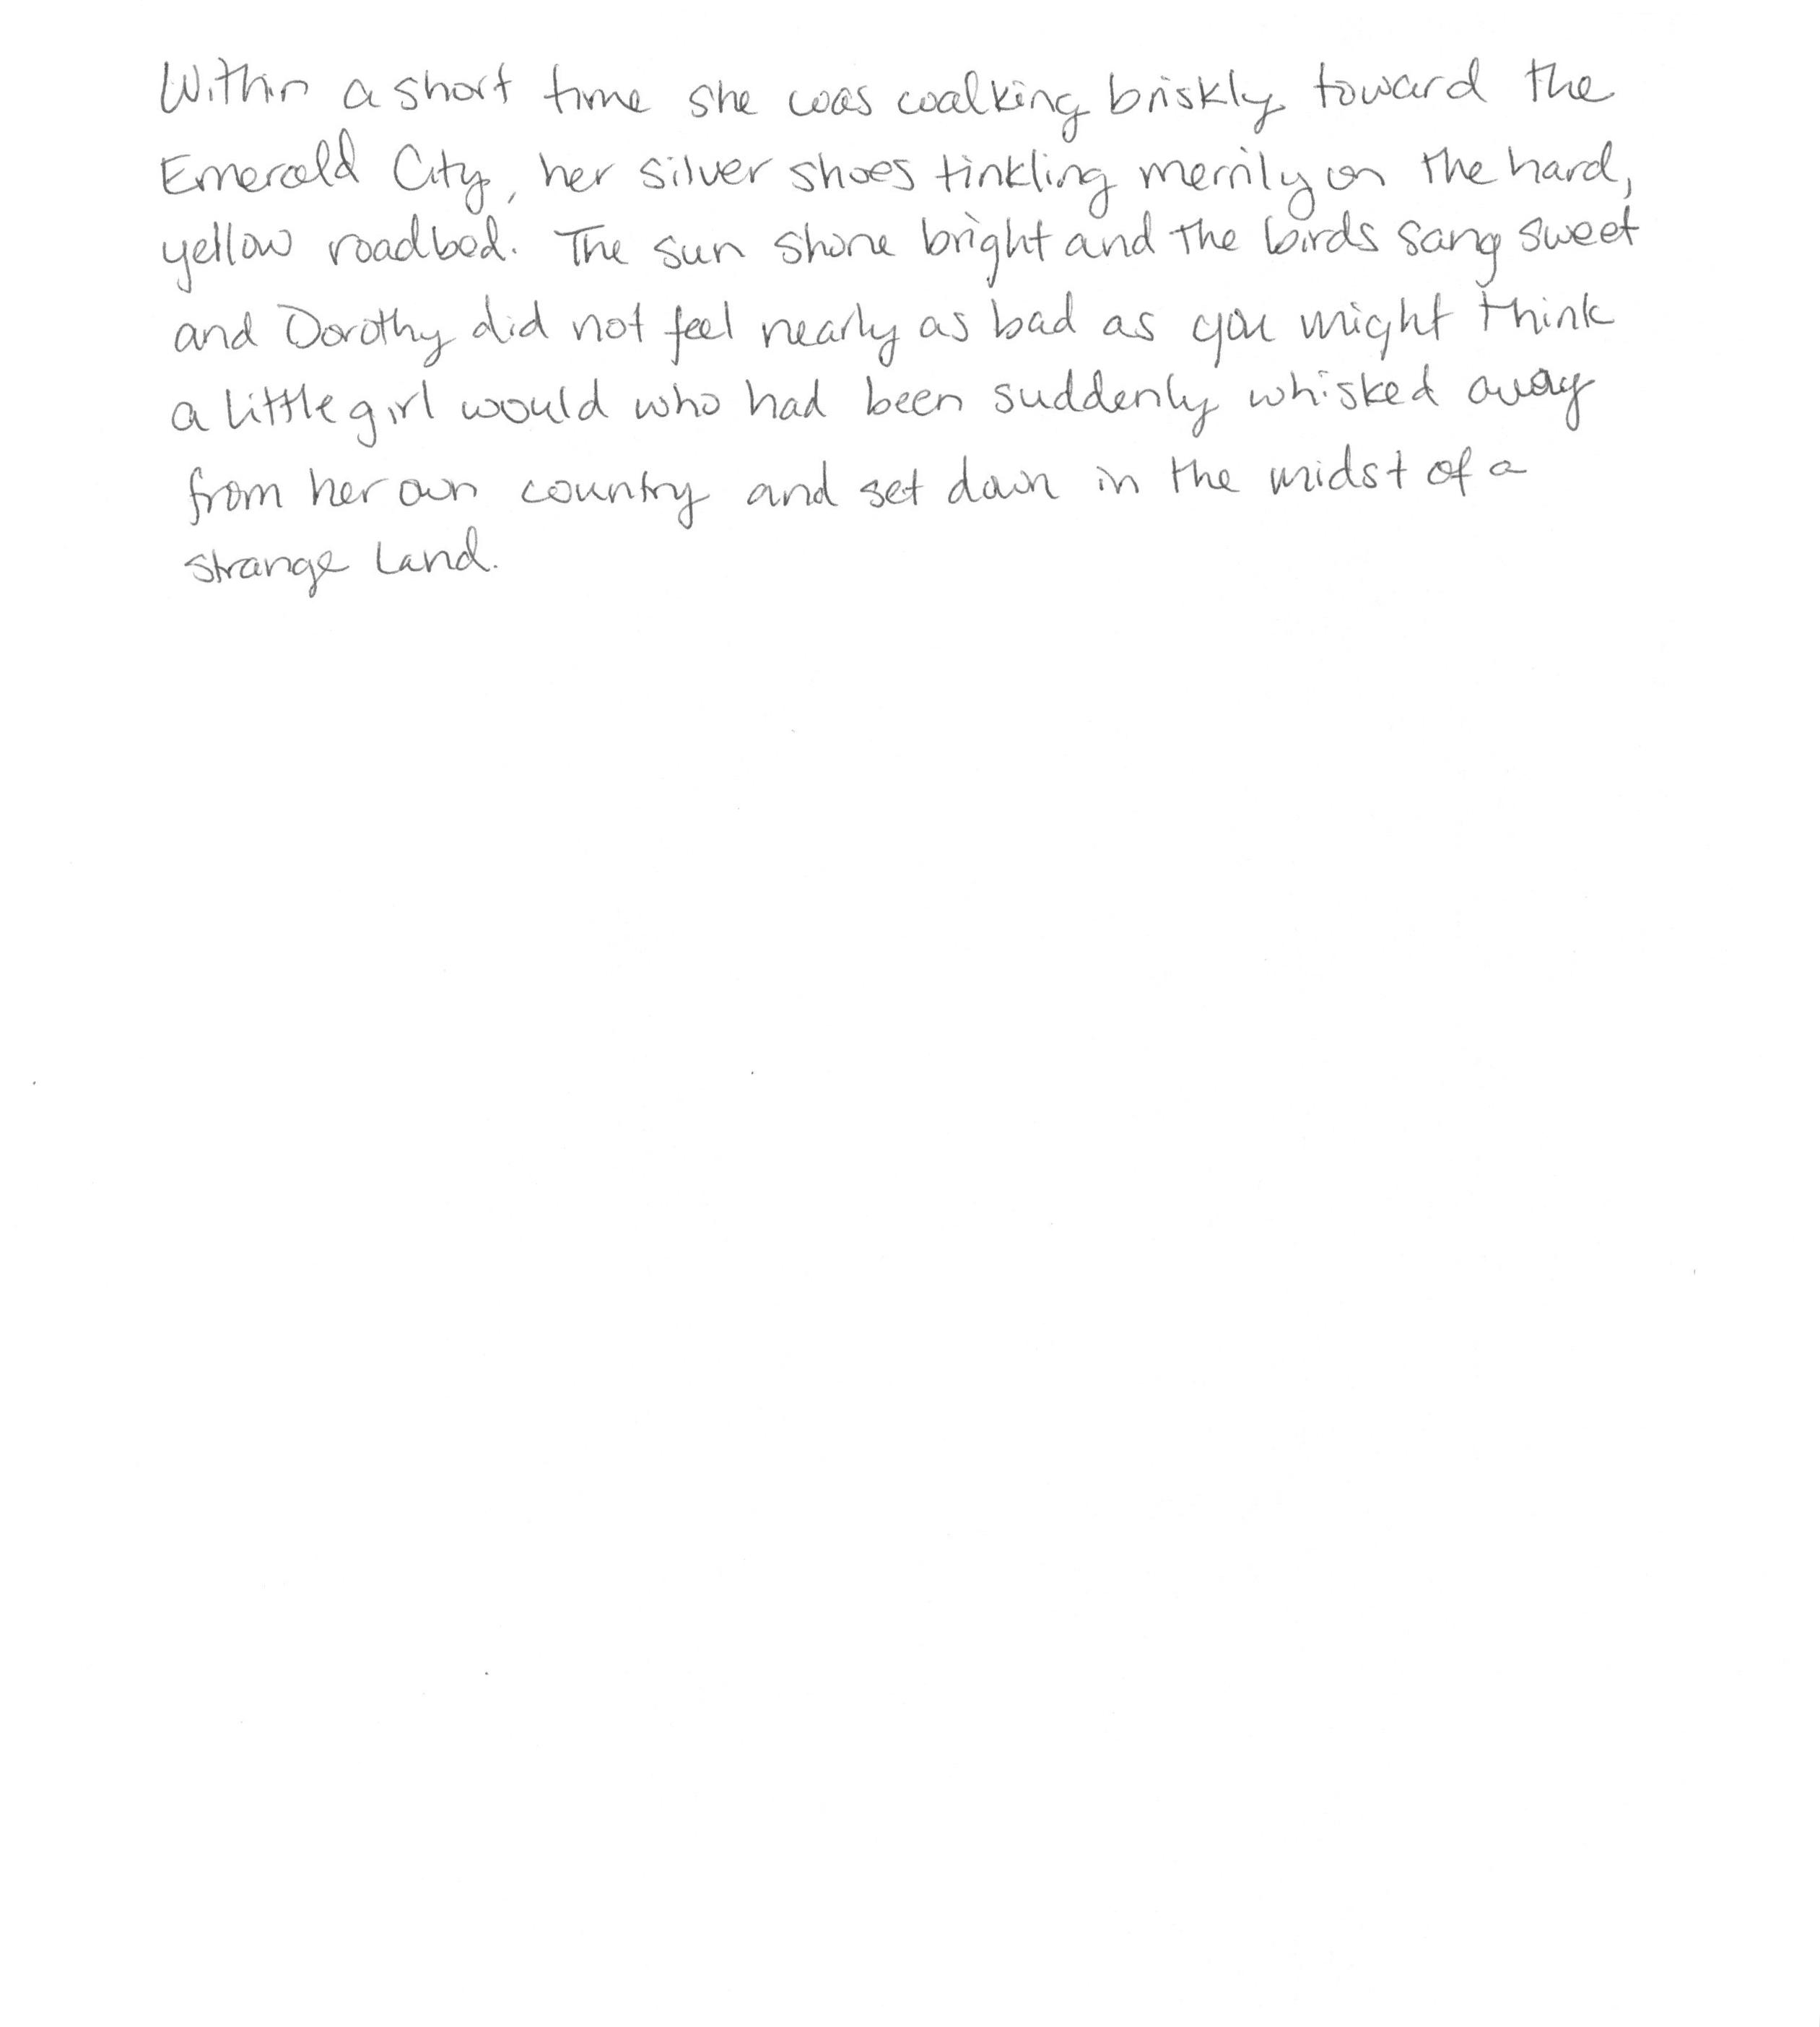 Within a short time she was walking briskly toward the
Emerald City, her silver shoes tinkling merrily on the hard,
yellow roadbed. The sun shone bright and the birds sang sweet
and Dorothy did not feel nearly as bad as you might think
a little girl would who had been suddenly whisked away
from her own country and set down in the midst of a
strange land.